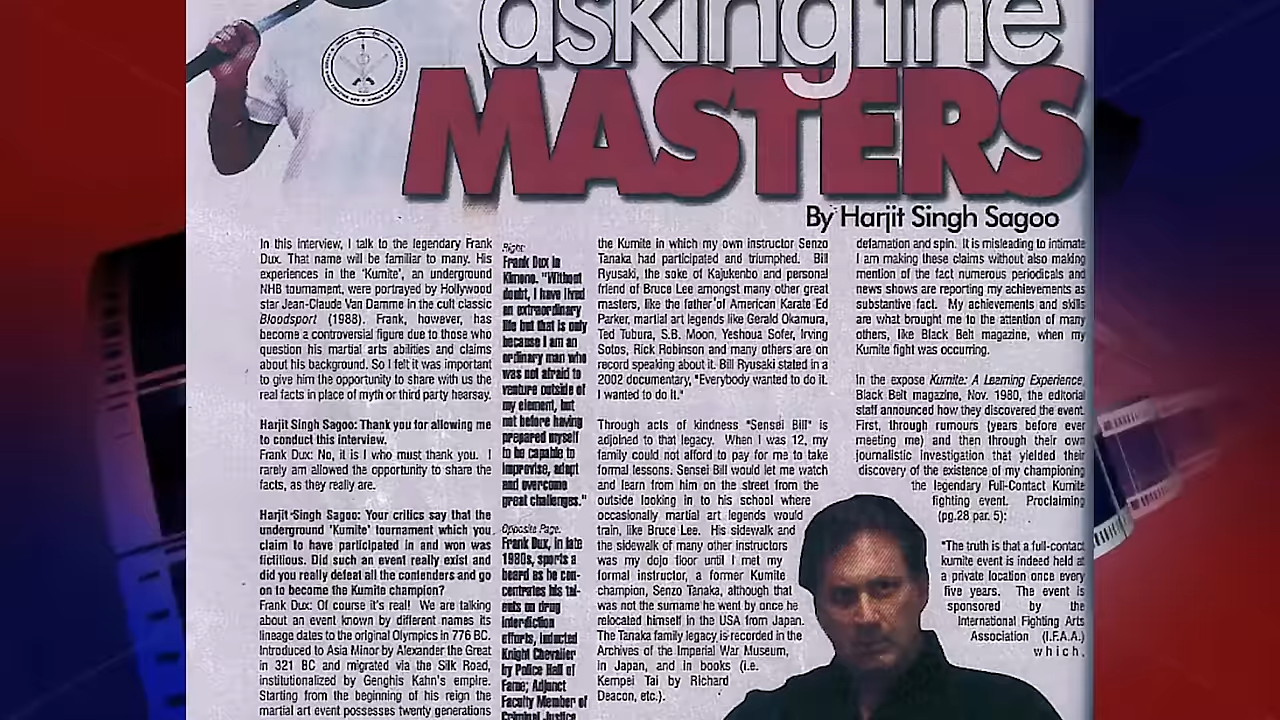 asking the
MASTERS
By Harjit Singh Sagoo
In this interview, I talk to the legendary Frank
Dux. That name will be familiar to many. His
experiences in the 'Kumite', an underground
NHB tournament, were portrayed by Hollywood
star Jean-Claude Van Damme in the cult classic
Bloodsport (1988). Frank, however, has
become a controversial figure due to those who
question his martial arts abilities and claims
about his background. So I felt it was important
to give him the opportunity to share with us the
real facts in place of myth or third party hearsay.
Harjit Singh Sagoo: Thank you for allowing me
to conduct this interview.
Frank Dux: No, it is I who must thank you. I
rarely am allowed the opportunity to share the
facts, as they really are.
Harjit Singh Sagoo: Your critics say that the
underground 'Kumite' tournament which you
claim to have participated in and won was
fictitious. Did such an event really exist and
did you really defeat all the contenders and go
on to become the Kumite champion?
Frank Dux: Of course it's real! We are talking
about an event known by different names its
lineage dates to the original Olympics in 776 BC.
Introduced to Asia Minor by Alexander the Great
in 321 BC and migrated via the Silk Road,
institutionalized by Genghis Kahn's empire.
Starting from the beginning of his reign the
martial art event possesses twenty generations
Right:
Frank Dux in
Kimono. "Without
doubt, I have lived
an extraordinary
life but that is only
because I am an
ordinary man who
was not afraid to
venture outside of
my element, but
not before having
prepared myself
to be capable to
improvise, adapt
and overcome
great challenges."
Opposite Page:
Frank Dux, in late
1980s, sports a
beard as he con-
centrates his tal-
ents on drug
interdiction
efforts, inducted
Knight Chevalier
by Police Hall of
Fame; Adjunct
Faculty Member of
Criminal Justice
the Kumite in which my own instructor Senzo
Tanaka had participated and triumphed. Bill
Ryusaki, the soke of Kajukenbo and personal
friend of Bruce Lee amongst many other great
masters, like the father of American Karate Ed
Parker, martial art legends like Gerald Okamura,
Ted Tubura, S.B. Moon, Yeshoua Sofer, Irving
Sotos, Rick Robinson and many others are on
record speaking about it. Bill Ryusaki stated in a
2002 documentary, "Everybody wanted to do it.
I wanted to do it."
Through acts of kindness "Sensei Bill" is
adjoined to that legacy. When I was 12, my
family could not afford to pay for me to take
formal lessons. Sensei Bill would let me watch
and learn from him on the street from the
outside looking in to his school where
occasionally martial art legends would
train, like Bruce Lee. His sidewalk and
the sidewalk of many other instructors
was my dojo floor until I met my
formal instructor, a former Kumite
champion, Senzo Tanaka, although that
was not the surname he went by once he
relocated himself in the USA from Japan.
The Tanaka family legacy is recorded in the
Archives of the Imperial War Museum,
in Japan, and in books (i.e.
Kempei Tai by Richard
Deacon, etc.).
defamation and spin. It is misleading to intimate
I am making these claims without also making
mention of the fact numerous periodicals and
news shows are reporting my achievements as
substantive fact. My achievements and skills
are what brought me to the attention of many
others, like Black Belt magazine, when my
Kumite fight was occurring.
In the expose Kumite: A Learning Experience,
Black Belt magazine, Nov. 1980, the editorial
staff announced how they discovered the event.
First, through rumours (years before ever
meeting me) and then through their own
journalistic investigation that yielded their
discovery of the existence of my championing
the legendary Full-Contact Kumite
fighting event. Proclaiming
(pg.28 par. 5):
"The truth is that a full-contact
kumite event is indeed held at
a private location once every
five years. The event is
sponsored by the
International Fighting Arts
Association (I.F.A.A.)
which,